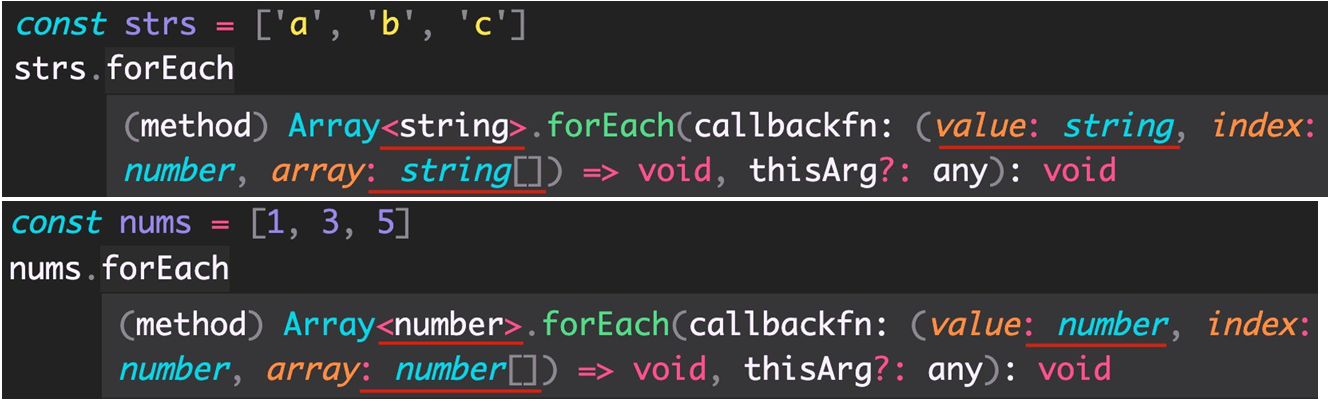 const strs = ['a', 'b', 'c']
strs.forEach
(method) Array<string>.forEach(callbackfn: (value: string, index:
number, array: string[]) => void, thisArg?: any): void
const nums = [1, 3, 5]
nums.forEach
(method) Array<number>.forEach(callbackfn: (value: number, index:
number, array: number[]) => void, thisArg?: any): void